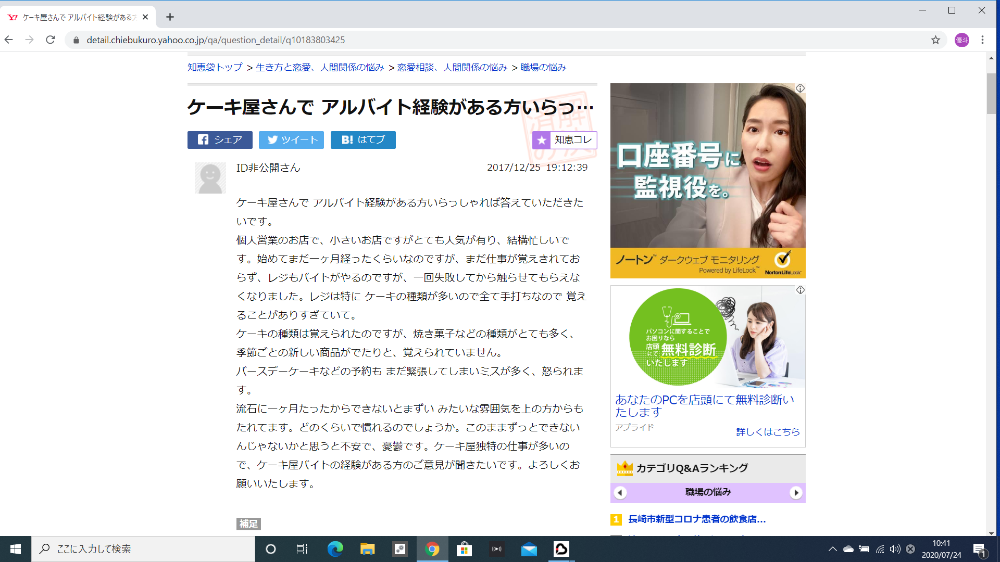 ケーキ屋さんで アルバイト経験がある方
detail.chiebukuro.yahoo.co.jp/qa/question_detail/q10183803425
優斗
知恵袋トップ > 生き方と恋愛、人間関係の悩み > 恋愛相談、人間関係の悩み > 職場の悩み
ケーキ屋さんで アルバイト経験がある方いらっ…
解決済み
シェア
ツイート
B! はてブ
知恵コレ
ID非公開さん
2017/12/25 19:12:39
ケーキ屋さんで アルバイト経験がある方いらっしゃれば答えていただきた
いです。
個人営業のお店で、小さいお店ですがとても人気が有り、結構忙しいで
す。始めてまだ一ヶ月経ったくらいなのですが、まだ仕事が覚えきれてお
らず、レジもバイトがやるのですが、一回失敗してから触らせてもらえな
くなりました。レジは特に ケーキの種類が多いので全て手打ちなので 覚え
ることがありすぎていて。
ケーキの種類は覚えられたのですが、焼き菓子などの種類がとても多く、
季節ごとの新しい商品がでたりと、覚えられていません。
バースデーケーキなどの予約も まだ緊張してしまいミスが多く、怒られま
す。
流石に一ヶ月たったからできないとまずい みたいな雰囲気を上の方からも
たれてます。どのくらいで慣れるのでしょうか。このままずっとできない
んじゃないかと思うと不安で、憂鬱です。ケーキ屋独特の仕事が多いの
で、ケーキ屋バイトの経験がある方のご意見が聞きたいです。よろしくお
願いいたします。
補足
口座番号に
監視役を。
ノートン™ ダークウェブ モニタリング
Powered by LifeLock™
NortonLifeLock
パソコンに関することで
お困りなら
店頭にて無料診断
いたします
あなたのPCを店頭にて無料診断い
たします
アプライド
詳しくはこちら
カテゴリQ&Aランキング
職場の悩み
1 長崎市新型コロナ患者の飲食店...
ここに入力して検索
10:41
2020/07/24
1